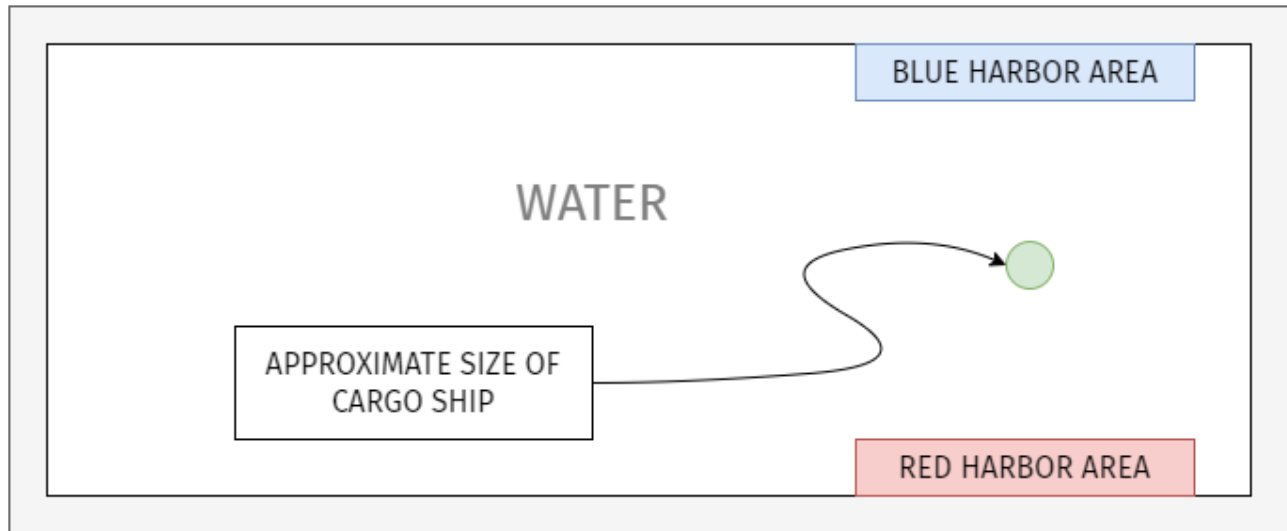 BLUE HARBOR AREA
WATER
APPROXIMATE SIZE OF
CARGO SHIP
RED HARBOR AREA